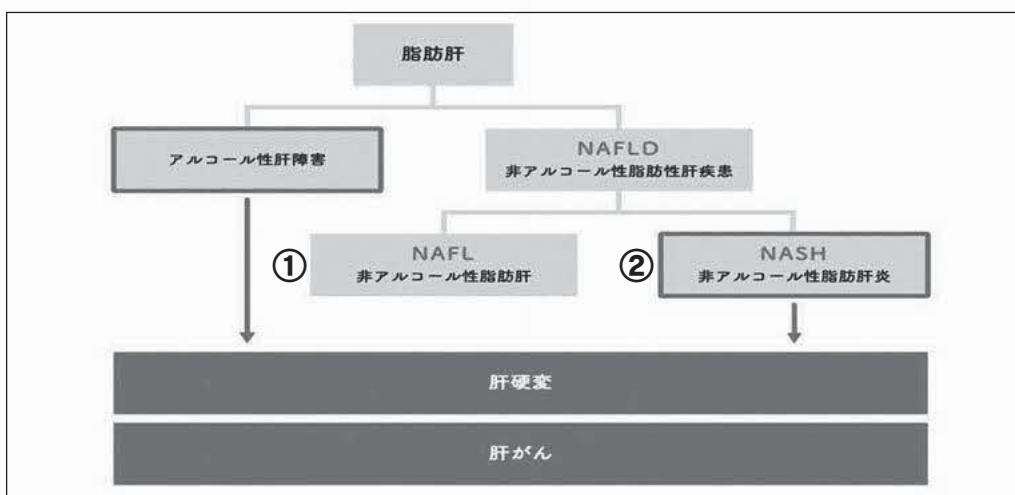 脂肪肝
アルコール性肝障害
NAFLD
非アルコール性脂肪性肝疾患
①
NAFL
非アルコール性脂肪肝
②
NASH
非アルコール性脂肪肝炎
肝硬変
肝がん